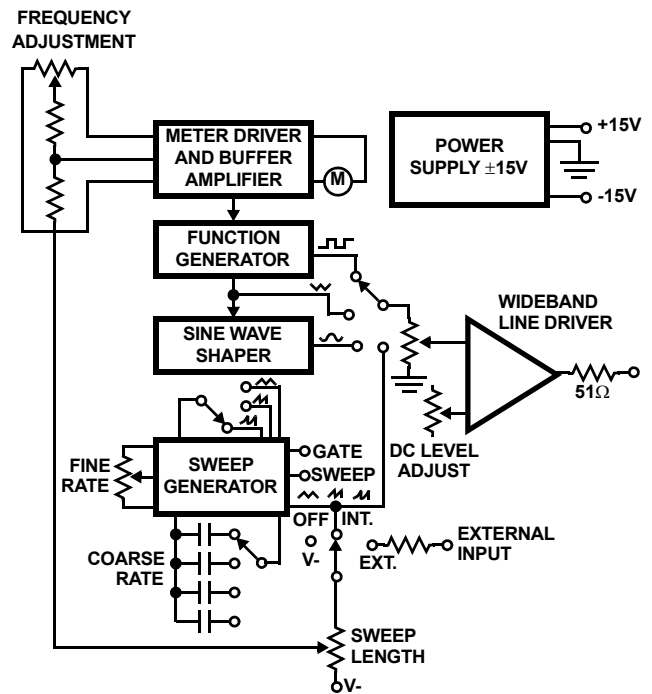 FREQUENCY
ADJUSTMENT
METER DRIVER
AND BUFFER
AMPLIFIER
M
POWER
SUPPLY ±15V
+15V
-15V
FUNCTION
GENERATOR
SINE WAVE
SHAPER
WIDEBAND
LINE DRIVER
51Ω
DC LEVEL
ADJUST
FINE
RATE
SWEEP
GENERATOR
GATE
SWEEP
OFF INT.
V-
EXT.
EXTERNAL
INPUT
COARSE
RATE
SWEEP
LENGTH
V-